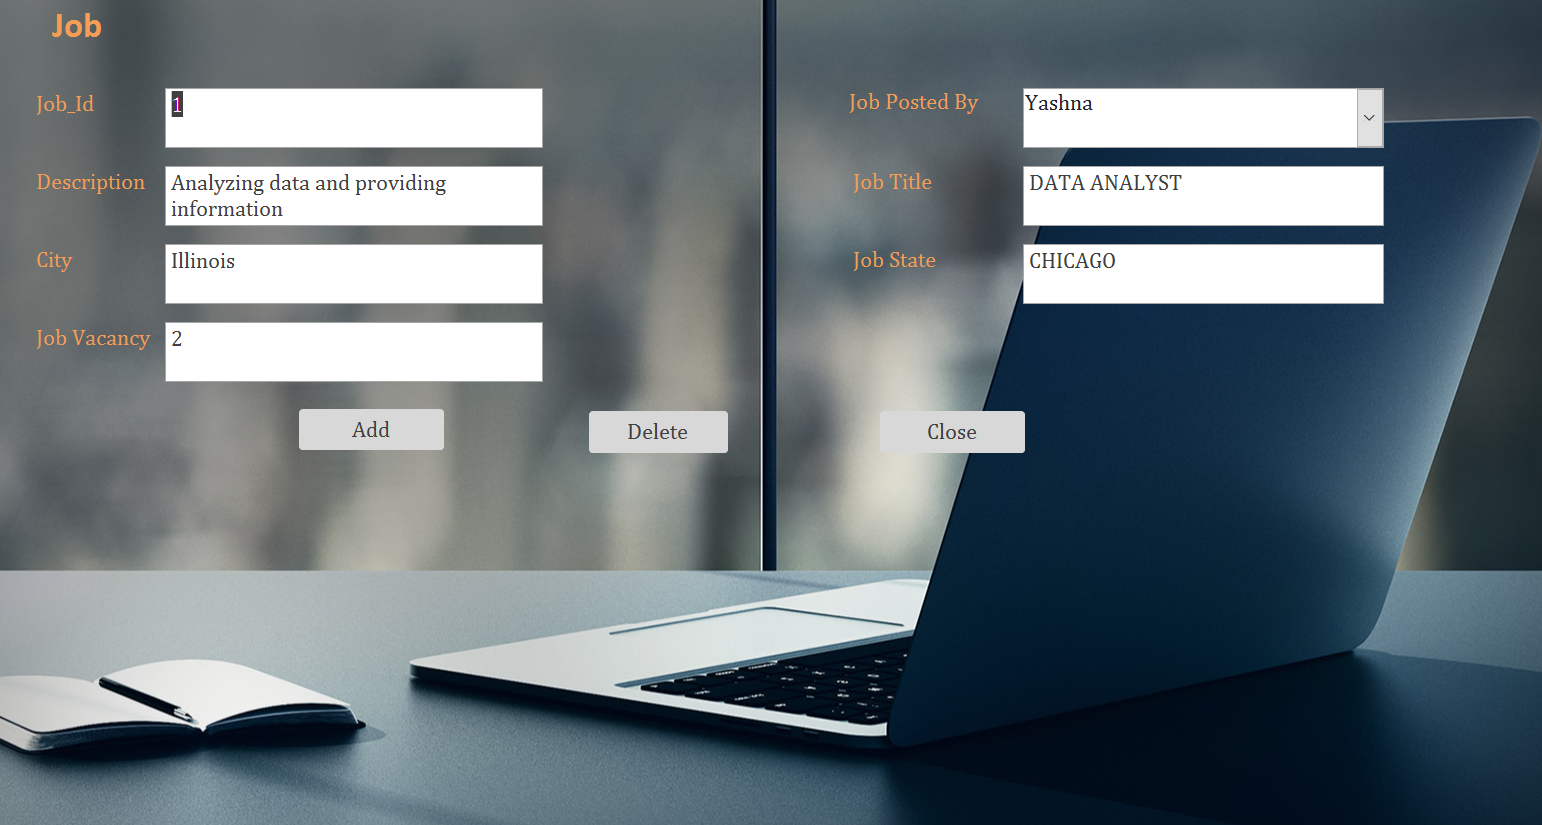 Job
Job_Id 1
Job Posted By Yashna
Description Analyzing data and providing
information
Job Title DATA ANALYST
City Illinois
Job State CHICAGO
Job Vacancy 2
Add Delete Close